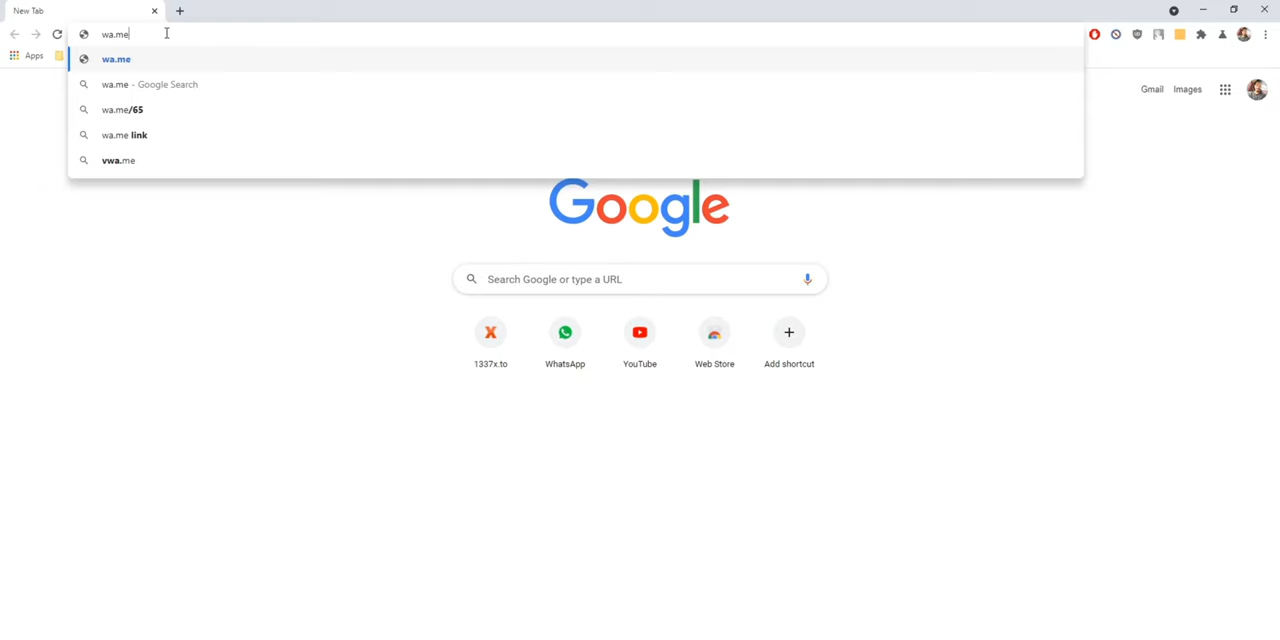 New Tab
wa.me
Apps
wa.me
wa.me - Google Search
wa.me/65
wa.me link
vwa.me
Gmail Images
Google
Search Google or type a URL
X
1337x.to WhatsApp YouTube Web Store Add shortcut